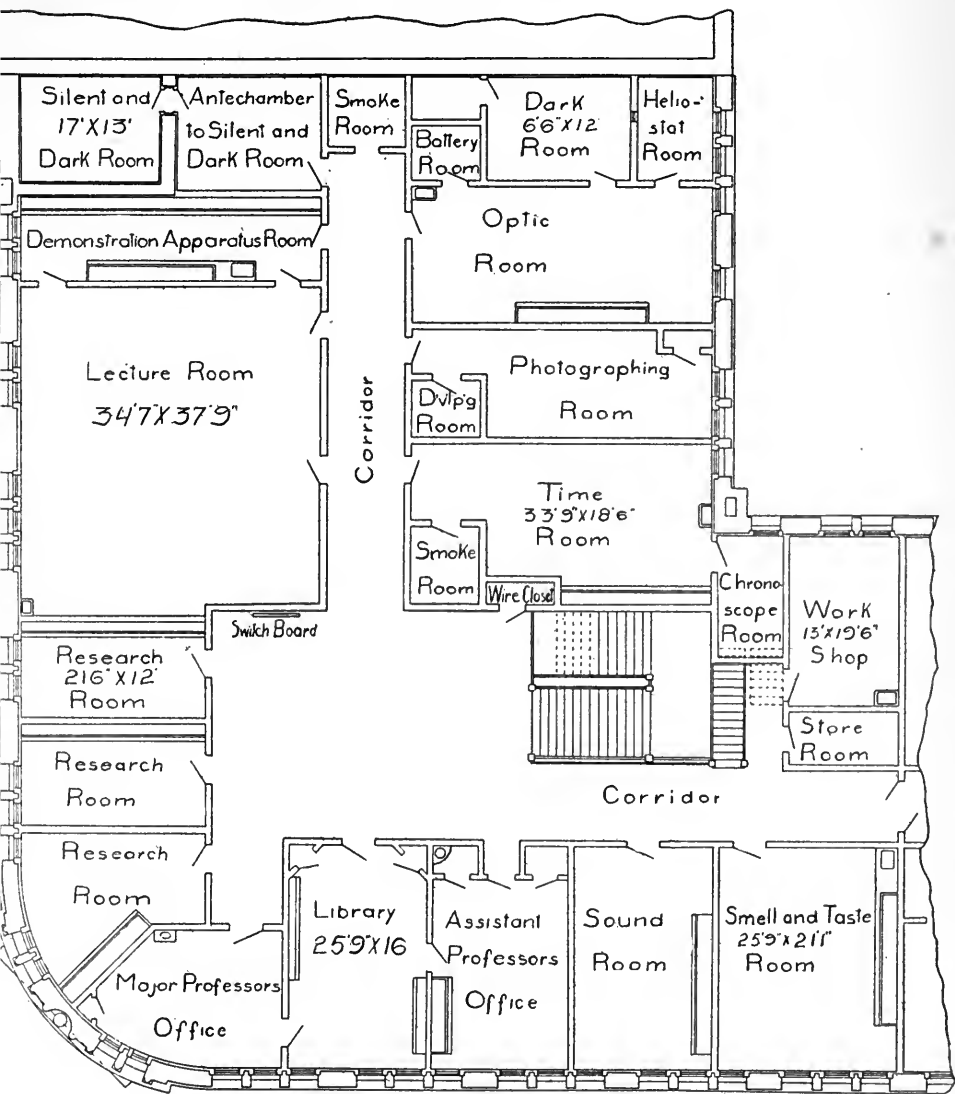 Silent and
17'X13'
Dark Room
Antechamber
to Silent and
Dark Room
Smoke
Room
Battery
Room
Dark
6'6"X12
Room
Helio-
stat
Room
Optic
Room
Demonstration Apparatus Room
Lecture Room
34'7"X37'9"
Corridor
Photographing
Room
Dvlp'g
Room
Time
33'9"X18'6"
Room
Smoke
Room
Wire Closet
Chrono
scope
Room
Work
13'X19'6"
Shop
Store
Room
Switch Board
Research
21'6"X12'
Room
Research
Room
Research
Room
Corridor
Library
25'9"X16
Assistant
Professors
Office
Sound
Room
Smell and Taste
25'9"X21'1"
Room
Major Professors
Office